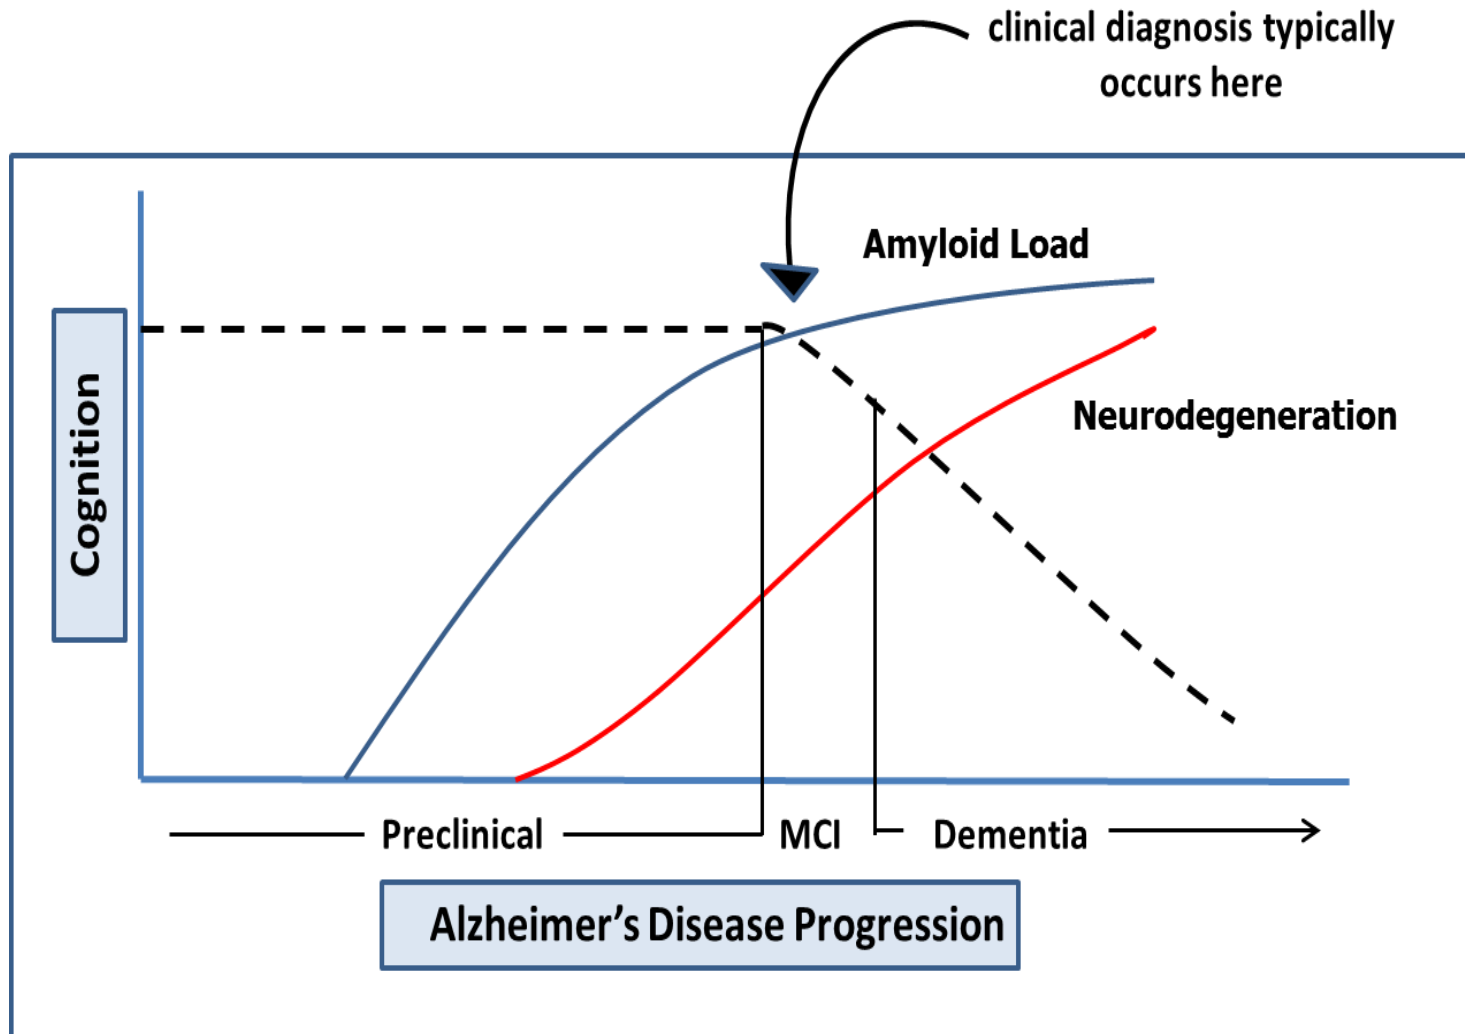 clinical diagnosis typically
occurs here
Amyloid Load
Cognition
Neurodegeneration
Preclinical
MCI
Dementia
Alzheimer’s Disease Progression